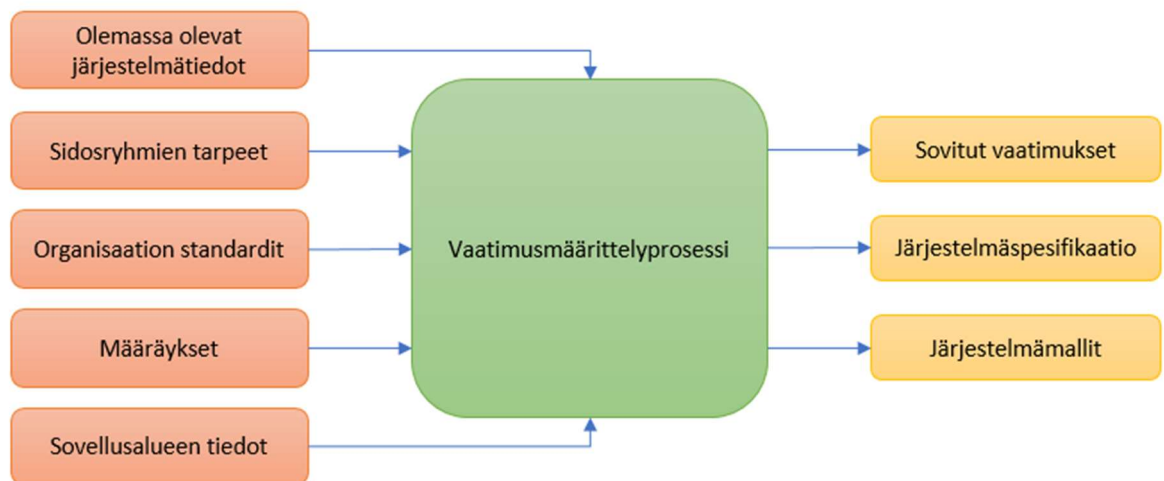 Olemassa olevat
järjestelmätiedot
Sidosryhmien tarpeet
Organisaation standardit
Määräykset
Sovellusalueen tiedot
Vaatimusmäärittelyprosessi
Sovitut vaatimukset
Järjestelmäspesifikaatio
Järjestelmämallit